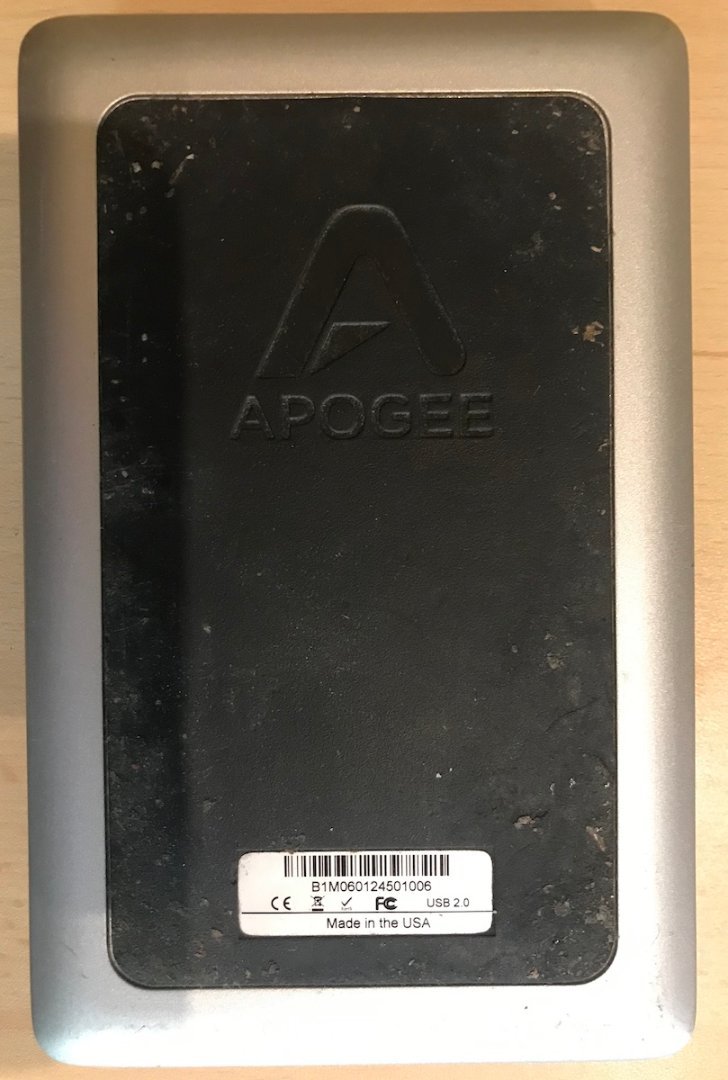 APOGEE
B1M060124501006
CE FC USB 2.0
Made in the USA